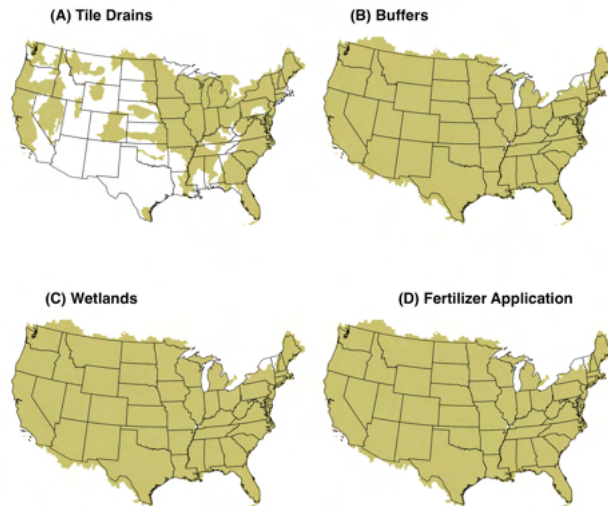 (A) Tile Drains
(B) Buffers
(C) Wetlands
(D) Fertilizer Application